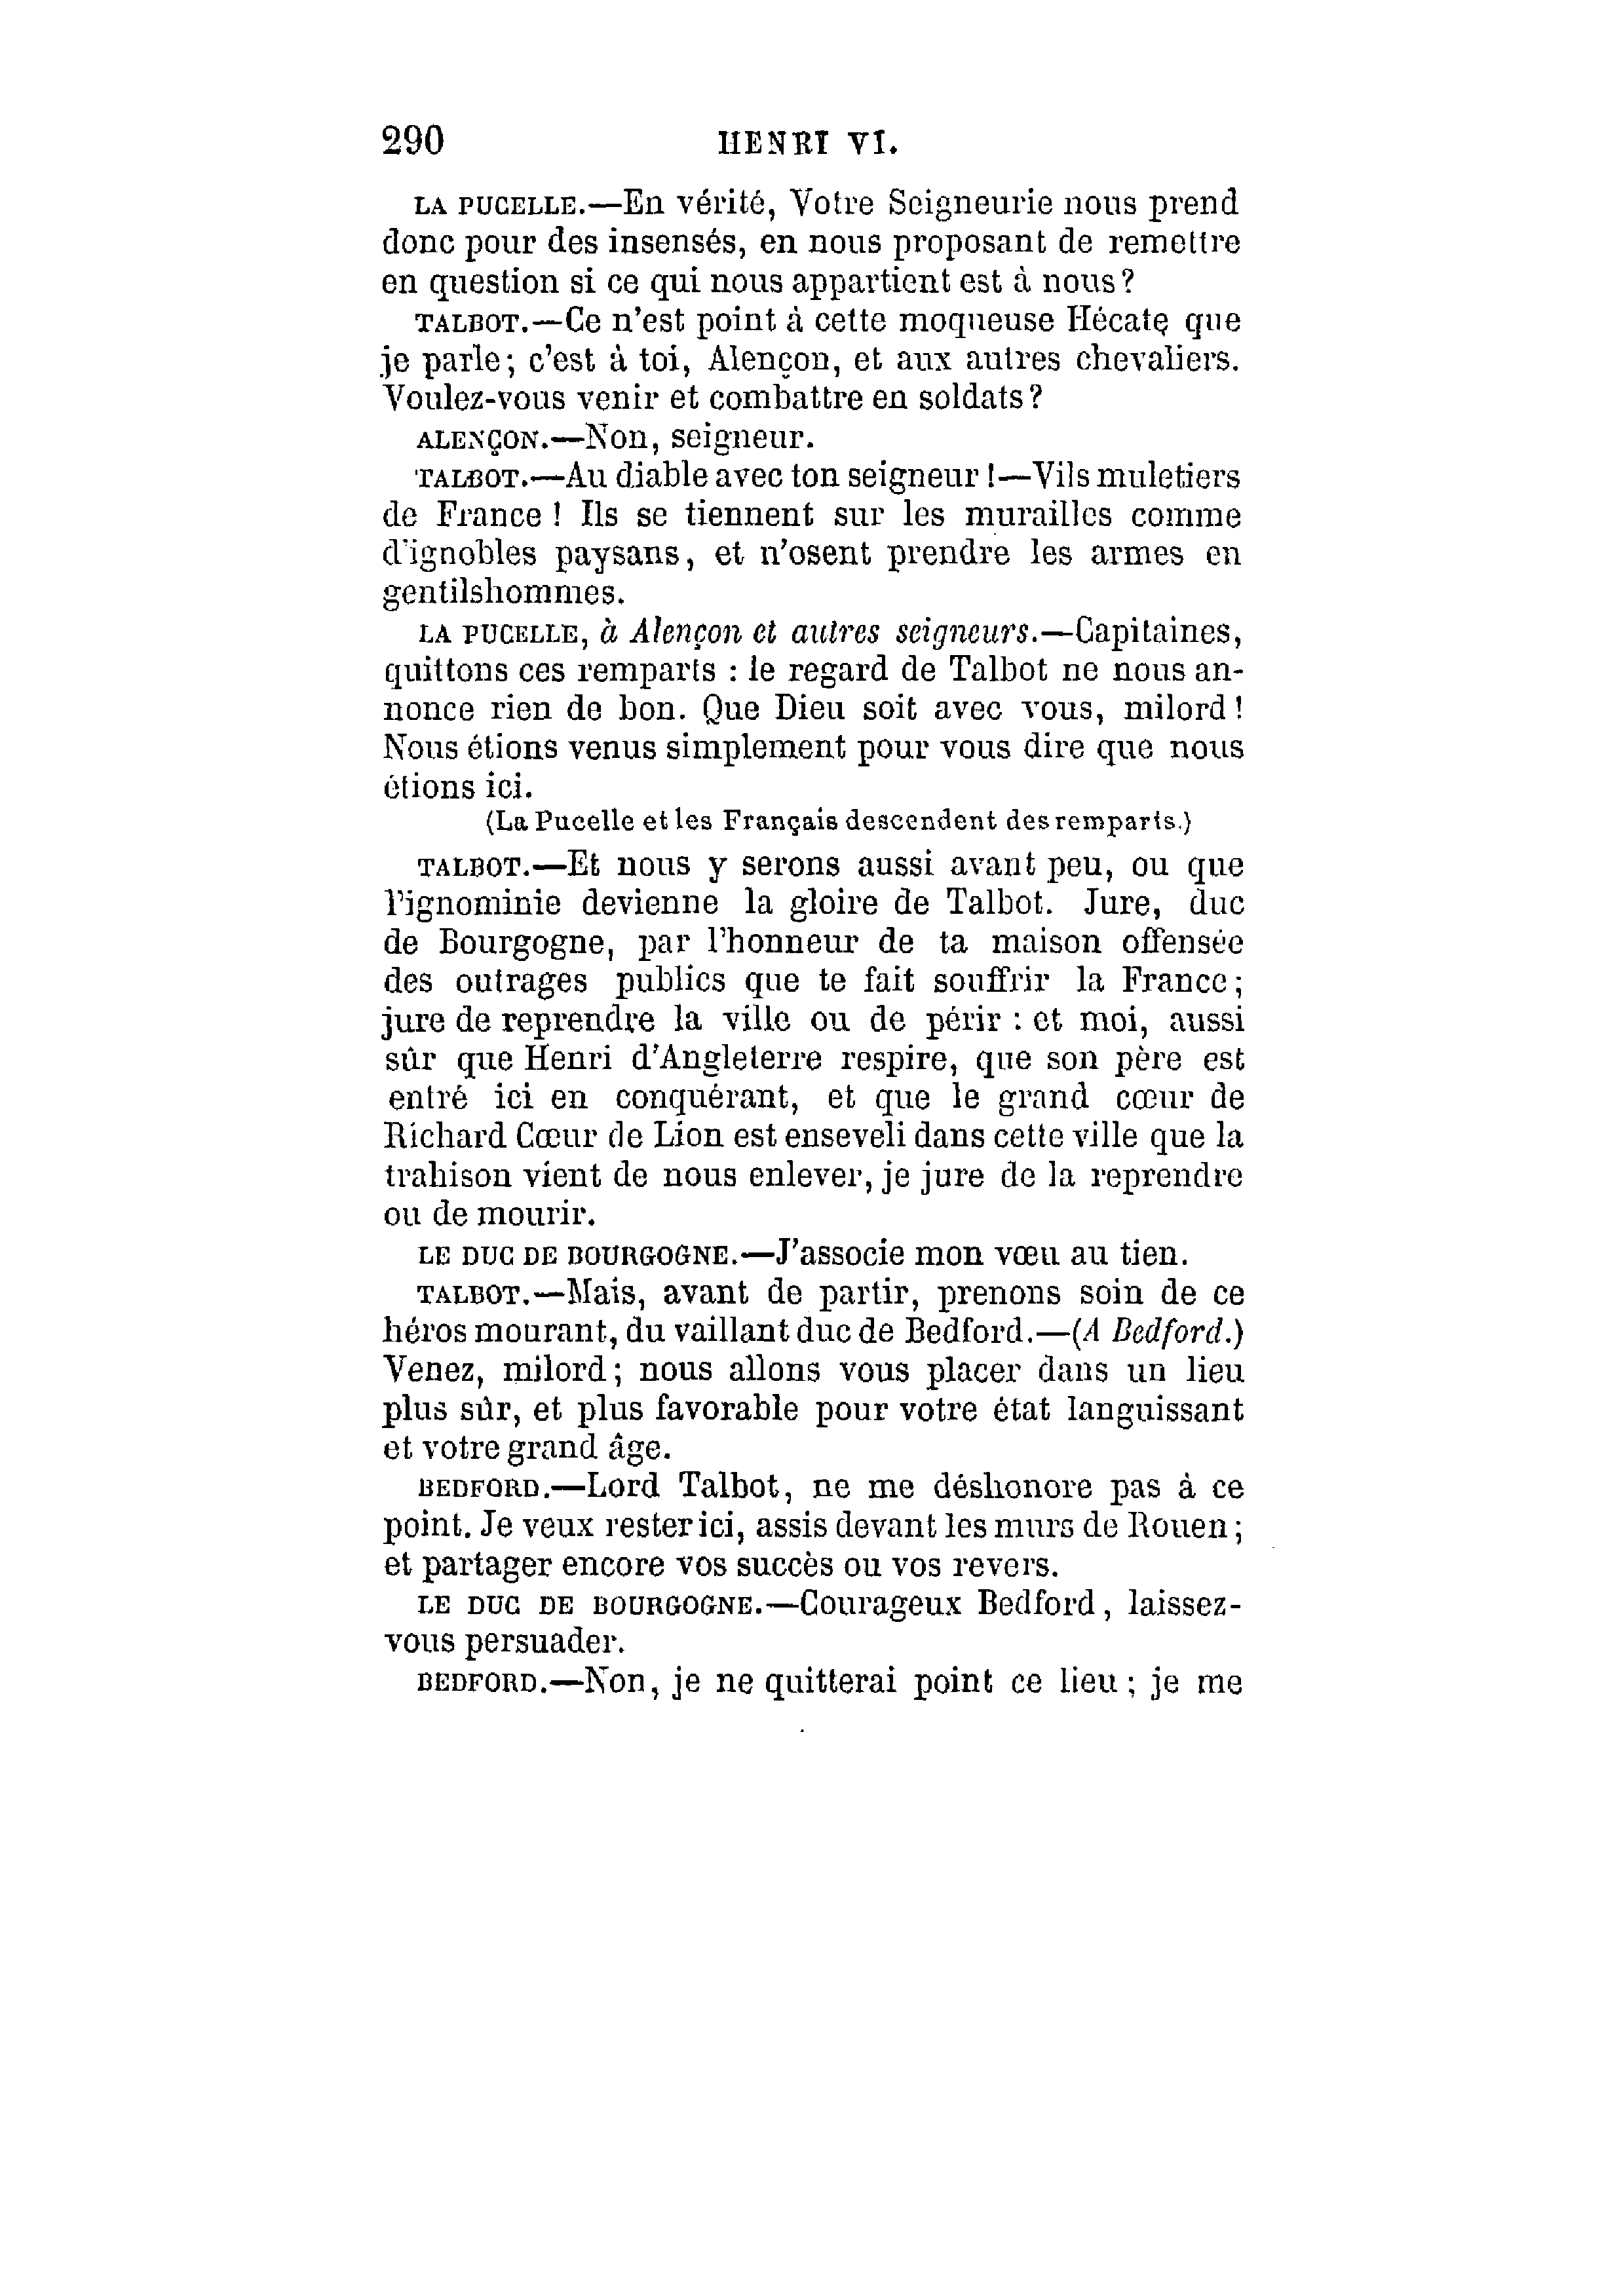 290 HENRI VI.
LA PUCELLE.—En vérité, Votre Seigneurie nous prend
donc pour des insensés, en nous proposant de remettre
en question si ce qui nous appartient est à nous?
TALBOT.—Ce n'est point à cette moqueuse Hécate que
je parle; c'est à toi, Alençon, et aux autres chevaliers.
Voulez-vous venir et combattre en soldats?
ALENÇON.—Non, seigneur.
TALBOT.—Au diable avec ton seigneur!—Vils muletiers
de France! Ils se tiennent sur les murailles comme
d'ignobles paysans, et n'osent prendre les armes en
gentilshommes.
LA PUCELLE, à Alençon et autres seigneurs.—Capitaines,
quittons ces remparts : le regard de Talbot ne nous an-
nonce rien de bon. Que Dieu soit avec vous, milord!
Nous étions venus simplement pour vous dire que nous
étions ici.
(La Pucelle et les Français descendent des remparts.)
TALBOT.—Et nous y serons aussi avant peu, ou que
l'ignominie devienne la gloire de Talbot. Jure, duc
de Bourgogne, par l'honneur de ta maison offensée
des outrages publics que te fait souffrir la France;
jure de reprendre la ville ou de périr : et moi, aussi
sûr que Henri d'Angleterre respire, que son père est
entré ici en conquérant, et que le grand cœur de
Richard Cœur de Lion est enseveli dans cette ville que la
trahison vient de nous enlever, je jure de la reprendre
ou de mourir.
LE DUC DE BOURGOGNE.—J'associe mon vœu au tien.
TALBOT.—Mais, avant de partir, prenons soin de ce
héros mourant, du vaillant duc de Bedford.—(A Bedford.)
Venez, milord; nous allons vous placer dans un lieu
plus sûr, et plus favorable pour votre état languissant
et votre grand âge.
BEDFORD.—Lord Talbot, ne me déshonore pas à ce
point. Je veux rester ici, assis devant les murs de Rouen;
et partager encore vos succès ou vos revers.
LE DUC DE BOURGOGNE.—Courageux Bedford, laissez-
vous persuader.
BEDFORD.—Non, je ne quitterai point ce lieu; je me